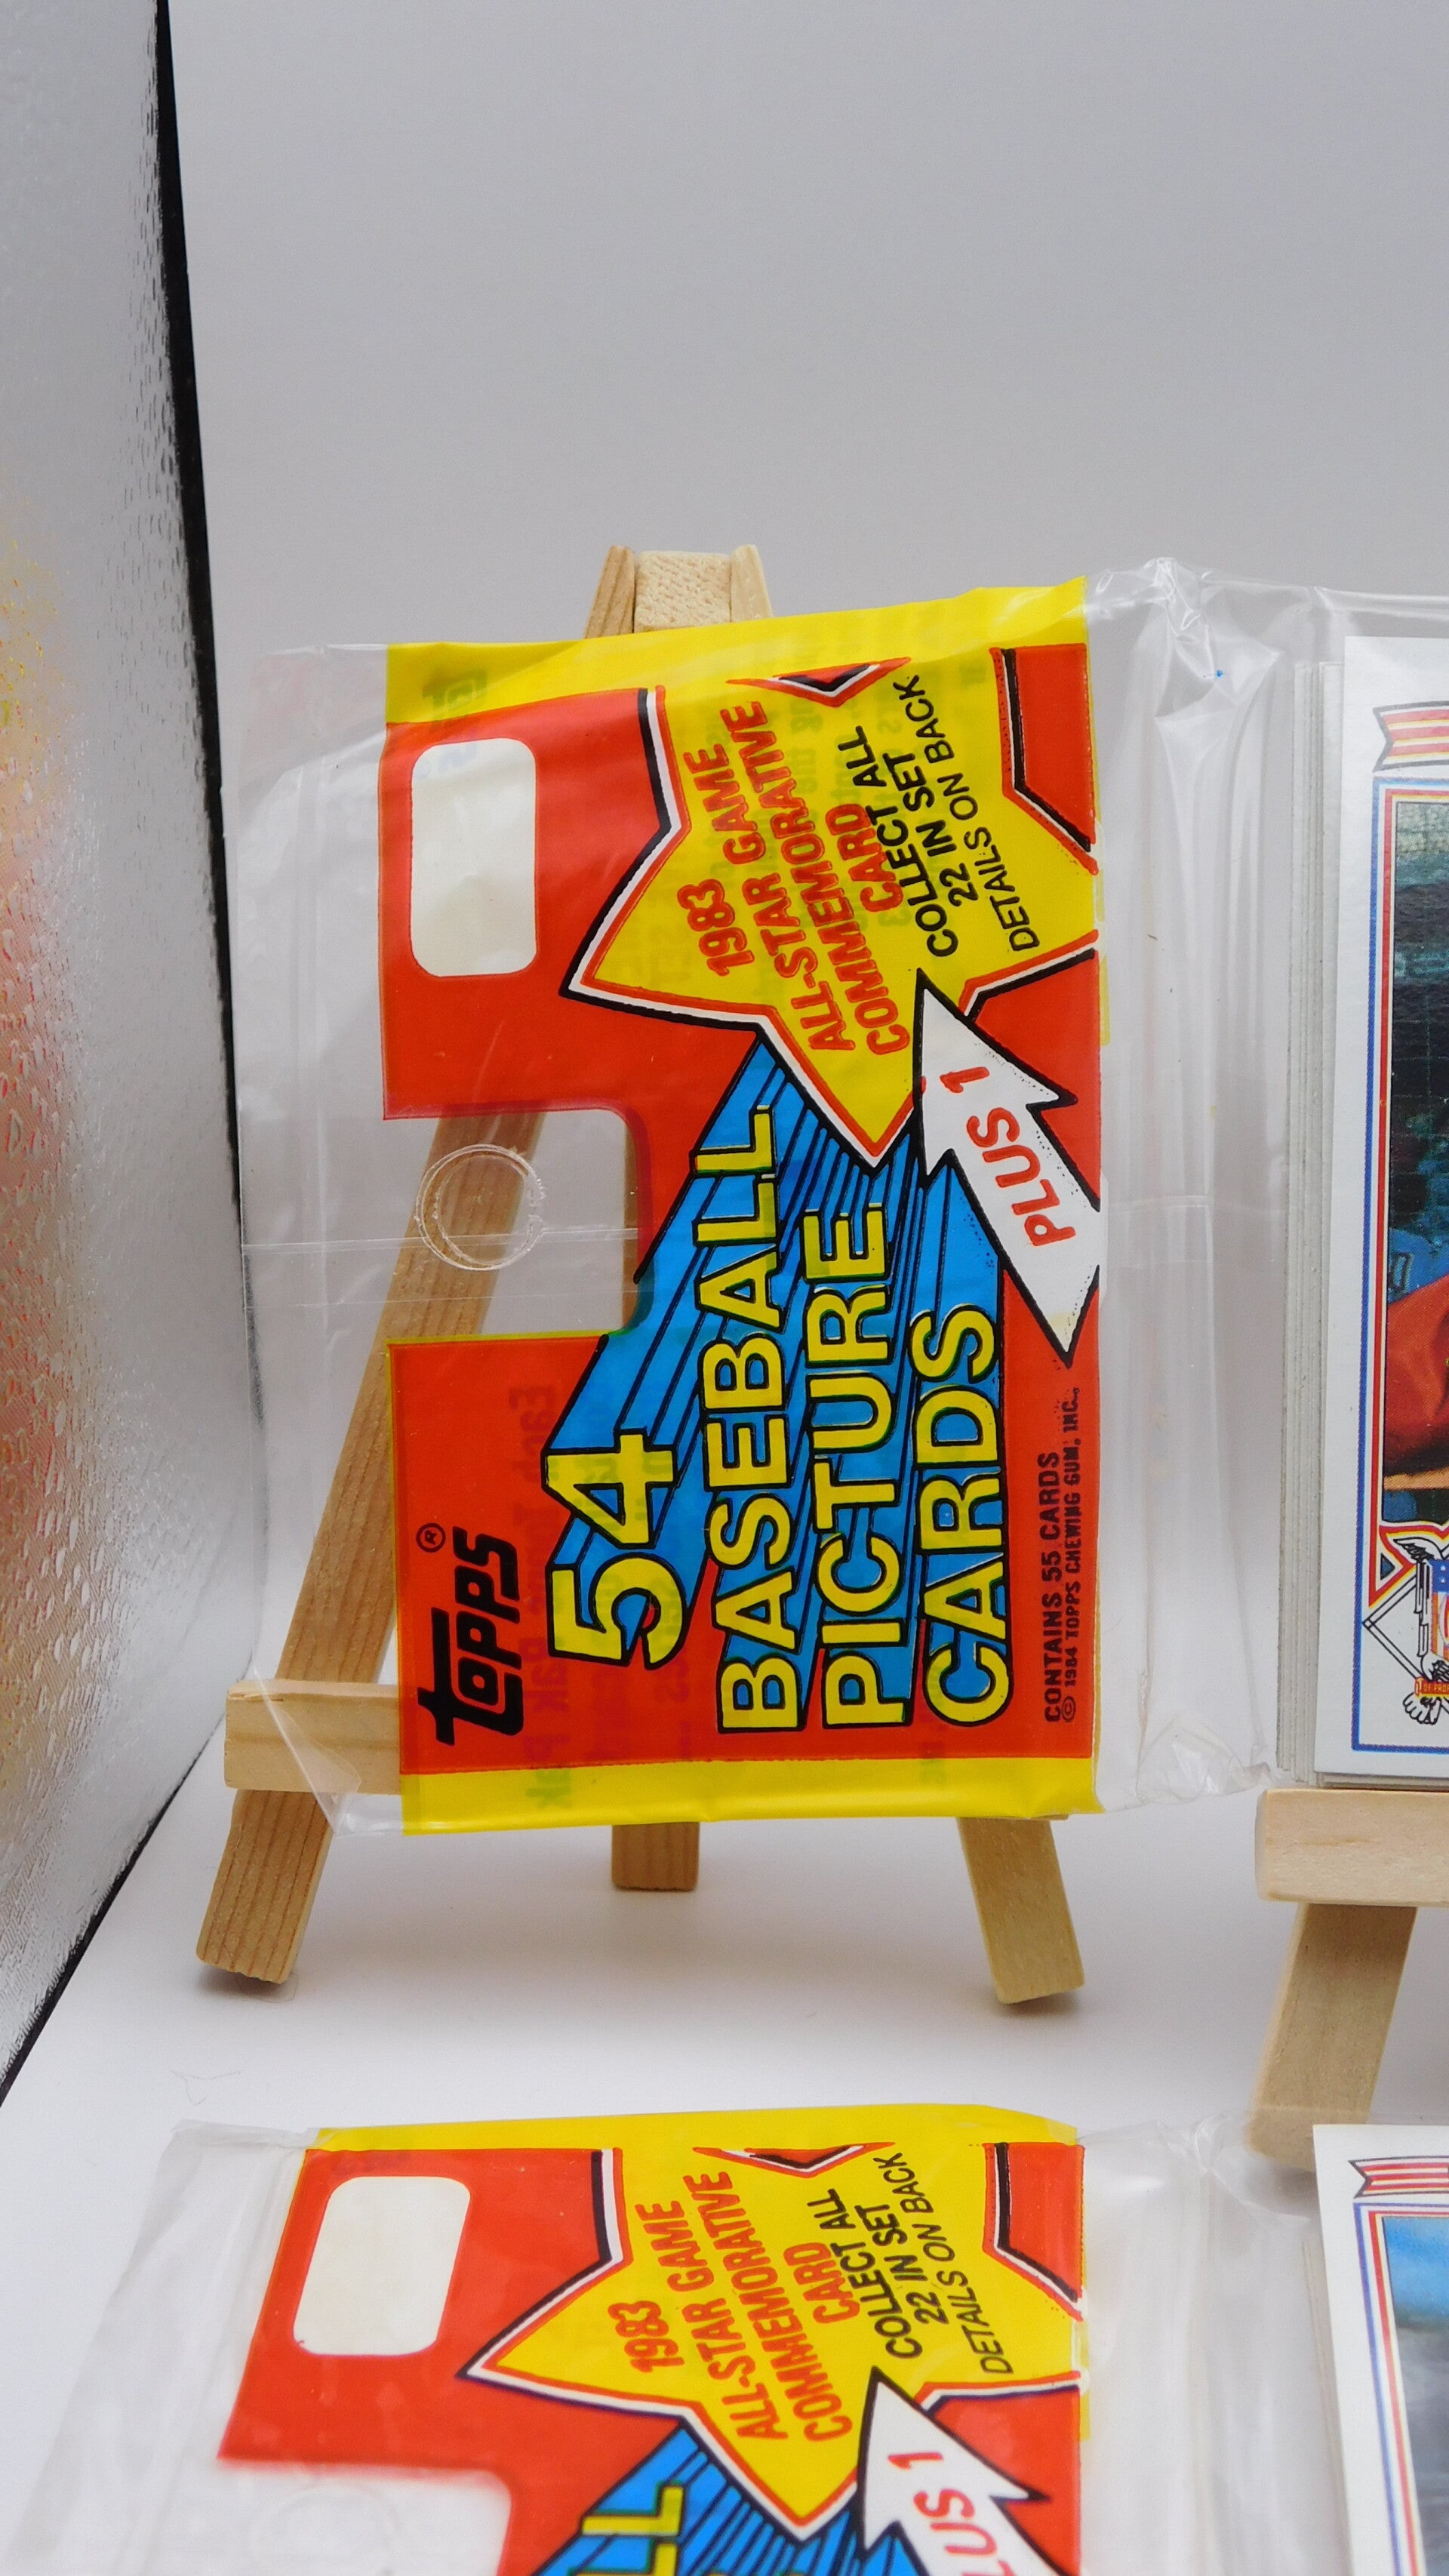 Topps®
54
BASEBALL
PICTURE
CARDS
CONTAINS 55 CARDS
© 1984 TOPPS CHEWING GUM, INC.
PLUS 1
1983
ALL-STAR GAME
COMMEMORATIVE
CARD
COLLECT ALL
22 IN SET
DETAILS ON BACK
1983
ALL-STAR GAME
COMMEMORATIVE
CARD
COLLECT ALL
22 IN SET
DETAILS ON BACK
LUS 1
LL